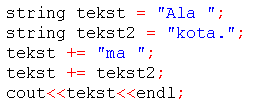 string tekst = "Ala ";
string tekst2 = "kota.";
tekst += "ma ";
tekst += tekst2;
cout<<tekst<<endl;